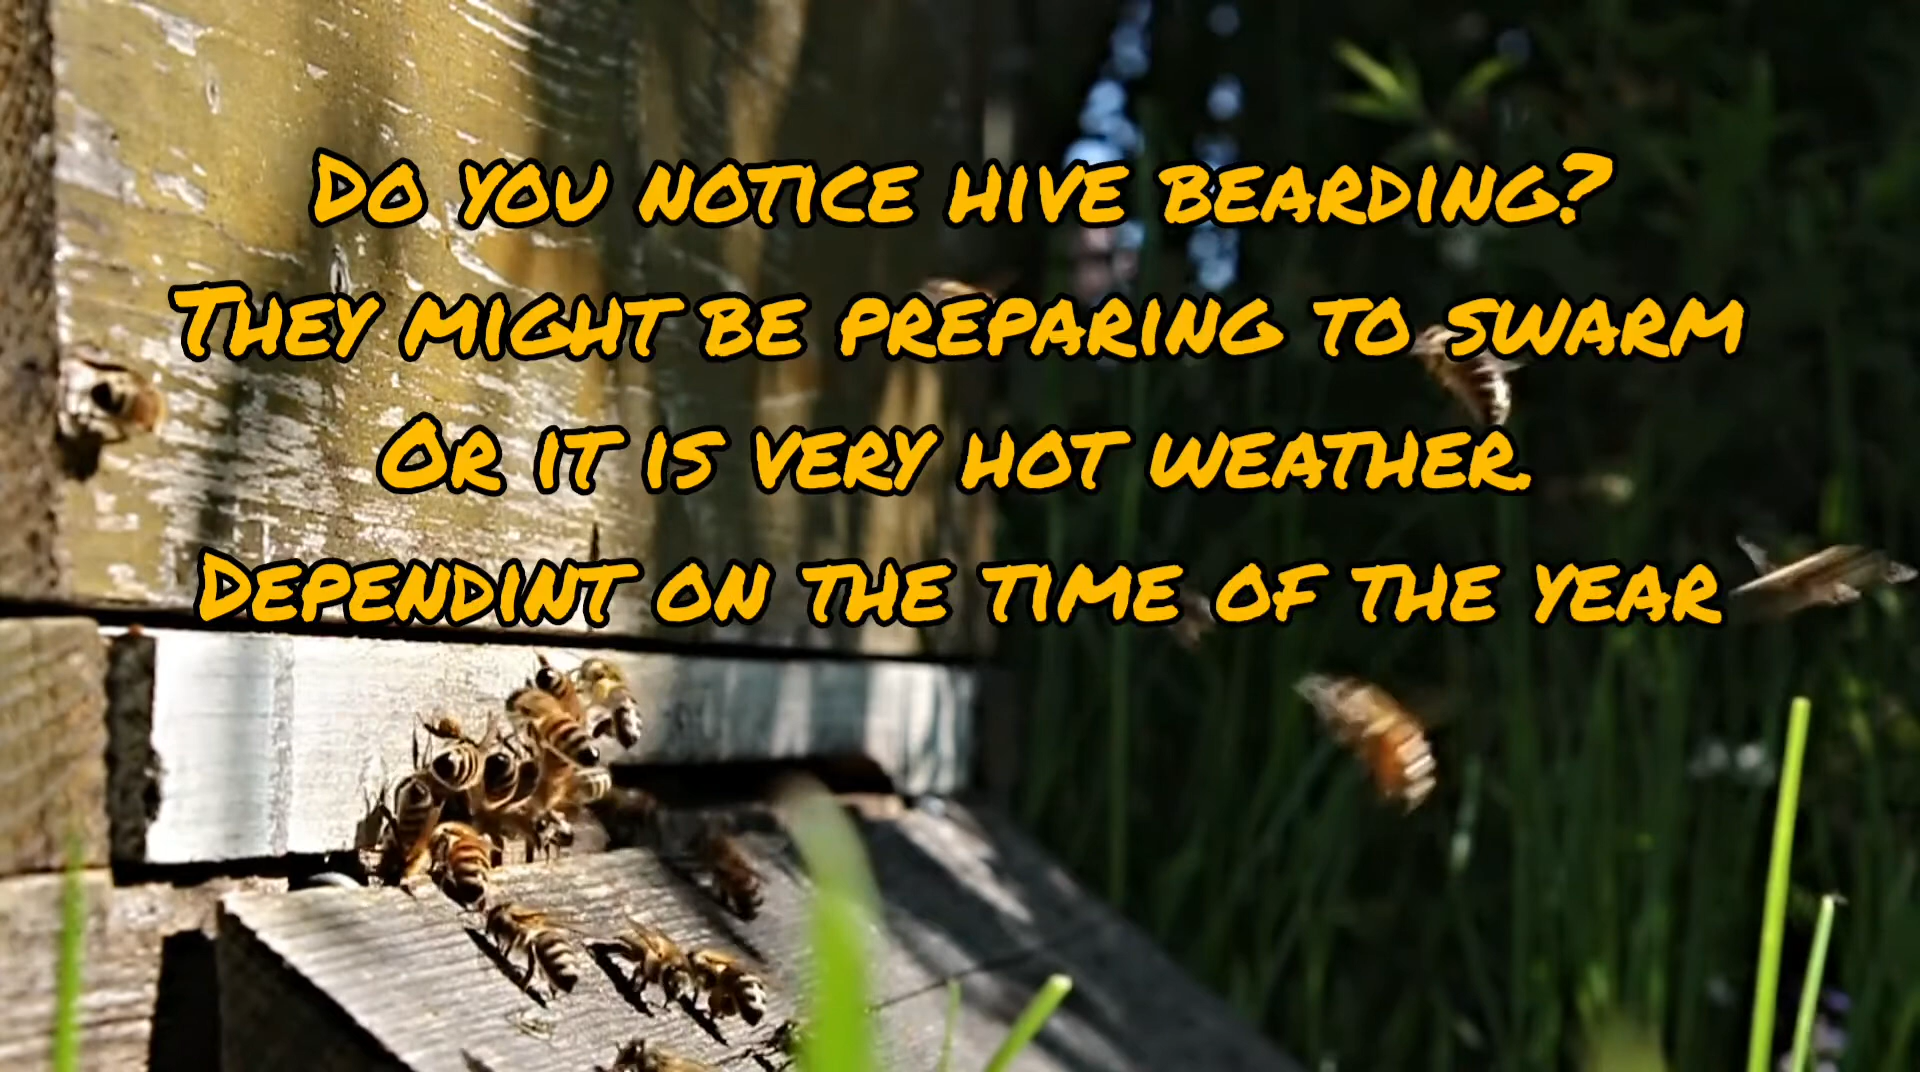 Do you notice hive bearding?
They might be preparing to swarm
Or it is very hot weather.
Dependint on the time of the year